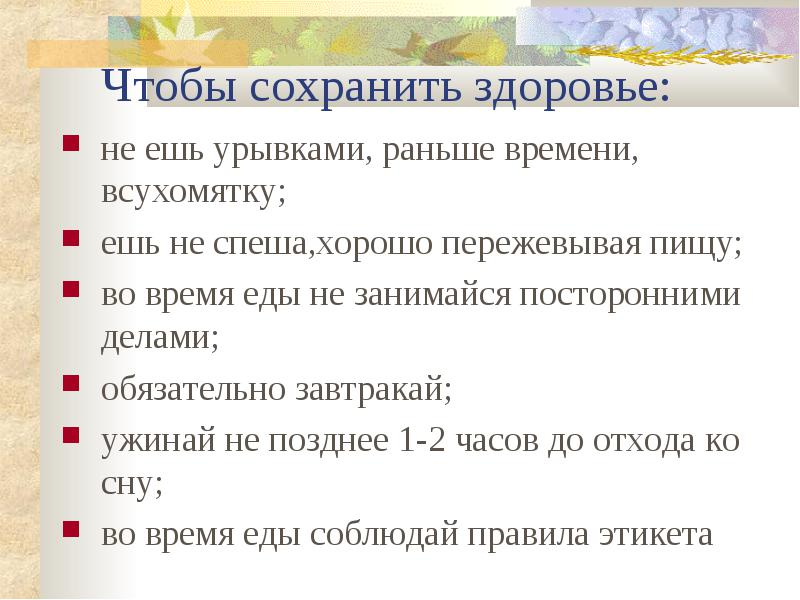 Чтобы сохранить здоровье:
не ешь урывками, раньше времени,
всухомятку;
ешь не спеша,хорошо пережевывая пищу;
во время еды не занимайся посторонними
делами;
обязательно завтракай;
ужинай не позднее 1-2 часов до отхода ко
сну;
во время еды соблюдай правила этикета